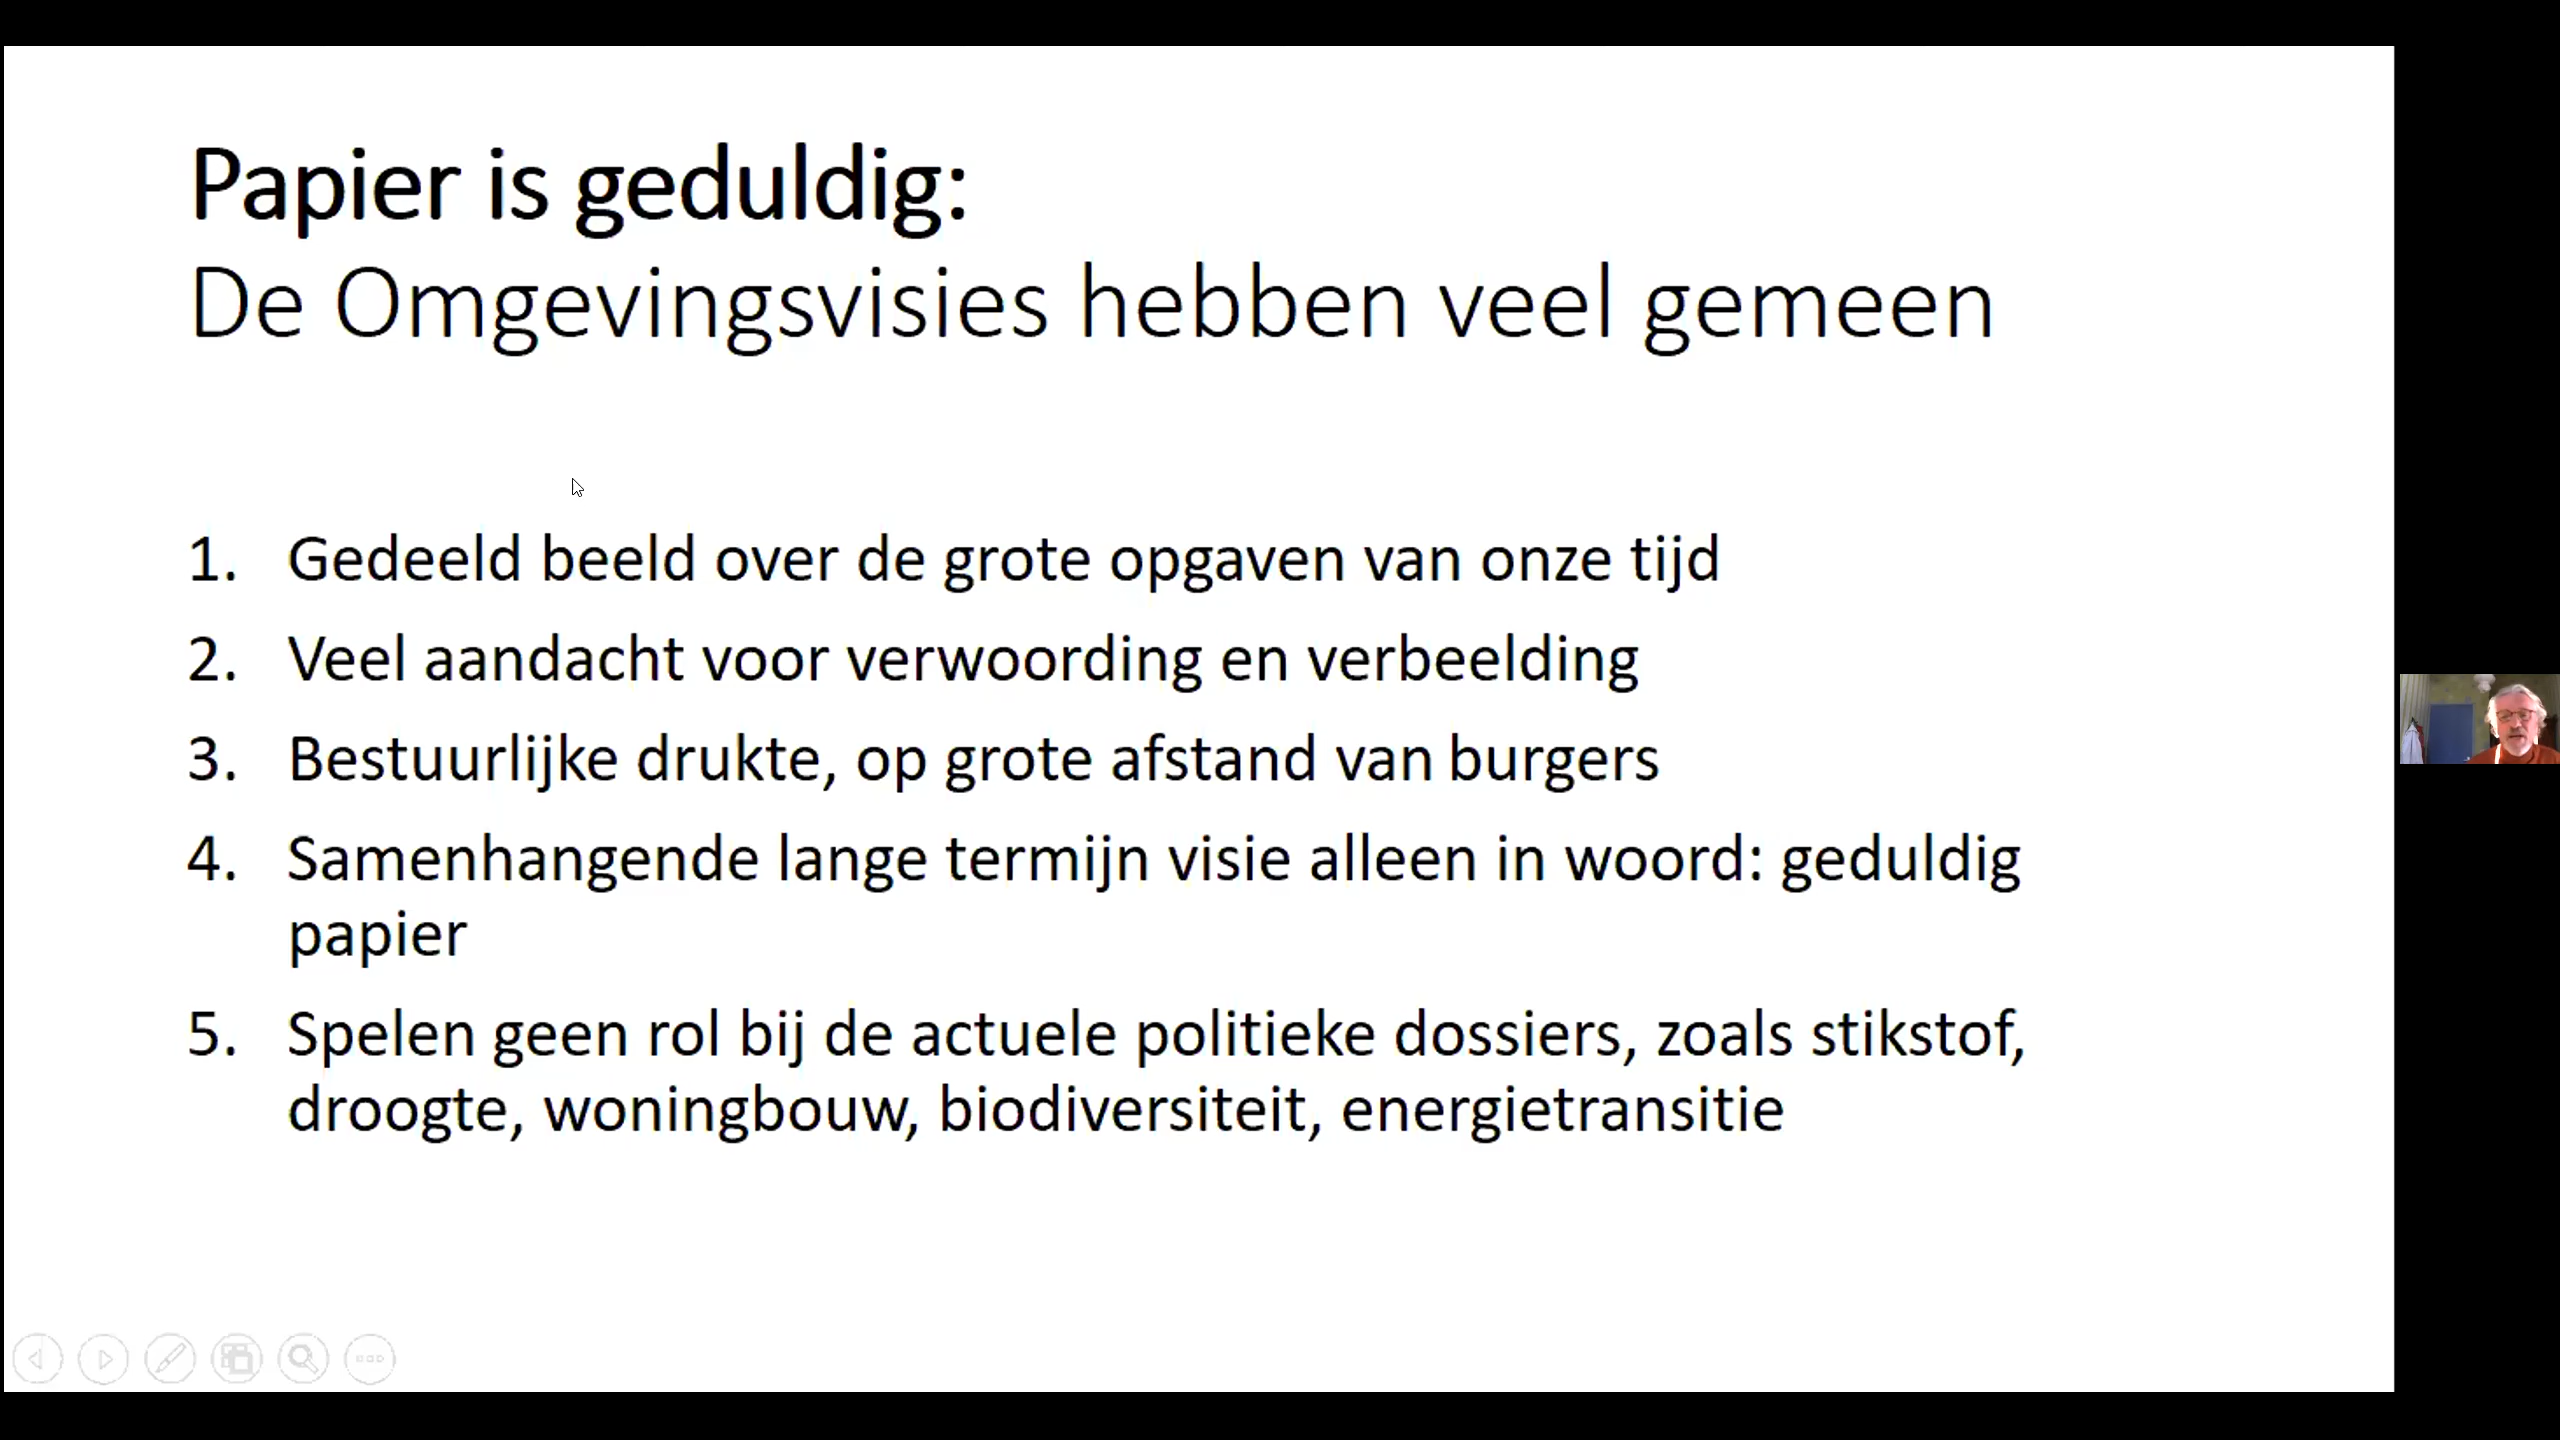 Papier is geduldig:
De Omgevingsvisies hebben veel gemeen
1. Gedeeld beeld over de grote opgaven van onze tijd
2. Veel aandacht voor verwoording en verbeelding
3. Bestuurlijke drukte, op grote afstand van burgers
4. Samenhangende lange termijn visie alleen in woord: geduldig
papier
5. Spelen geen rol bij de actuele politieke dossiers, zoals stikstof,
droogte, woningbouw, biodiversiteit, energietransitie